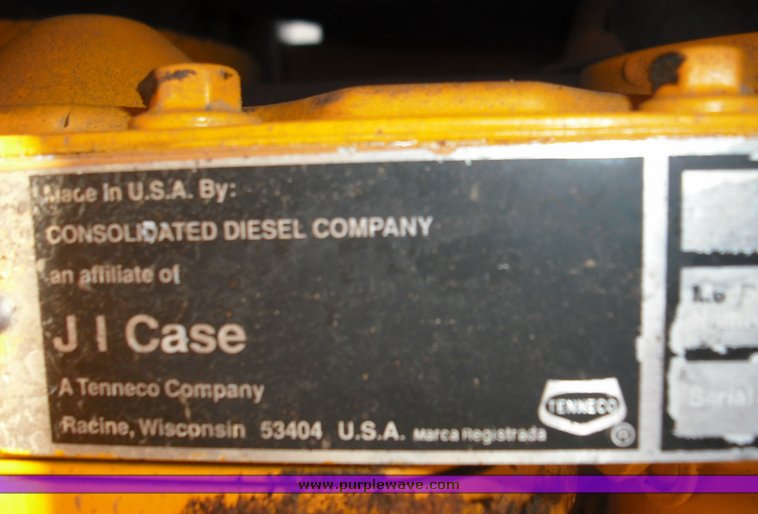 Made in U.S.A. By:
CONSOLIDATED DIESEL COMPANY
an affiliate of
J I Case
A Tenneco Company
Racine, Wisconsin 53404 U.S.A. Marca Registrada
TENNECO
®
Serial
www.purplewave.com